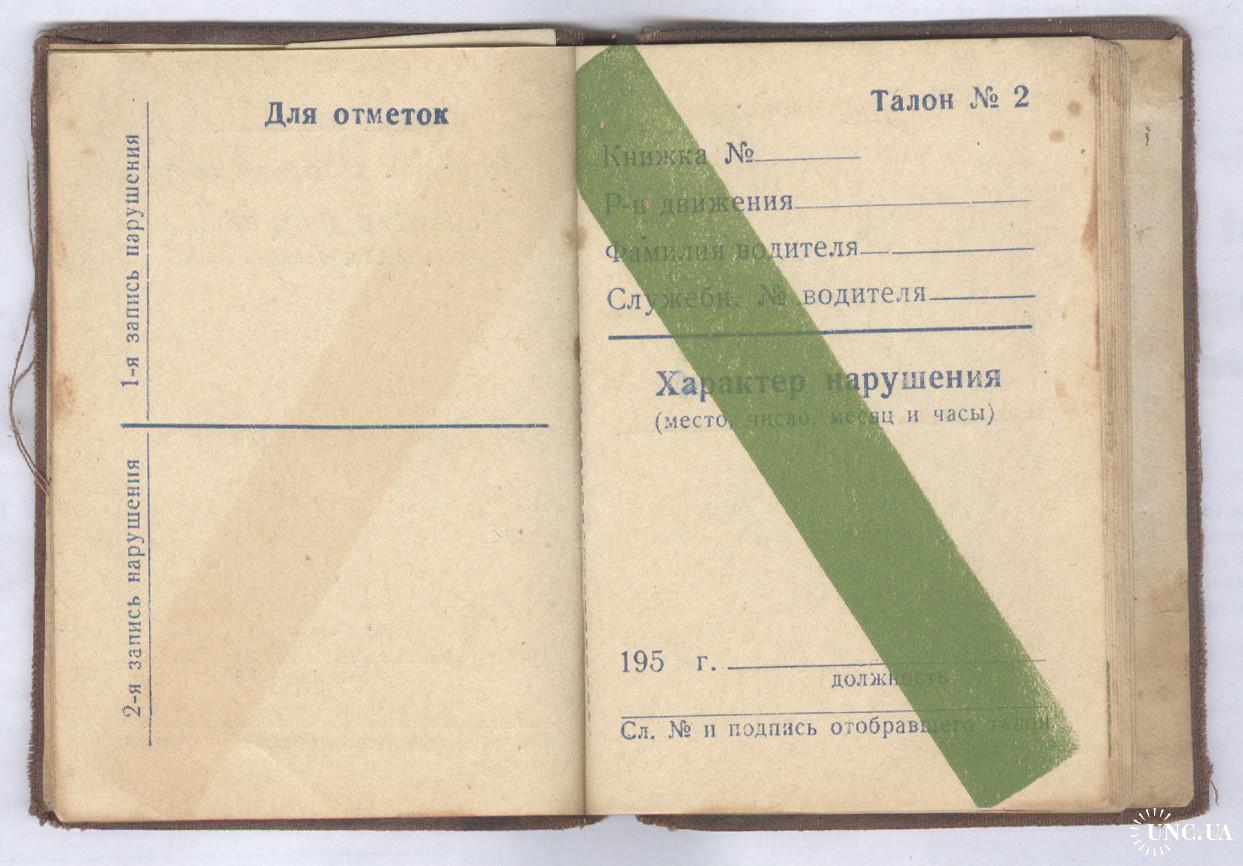 Для отметок
1-я запись нарушения
2-я запись нарушения
Талон № 2
Книжка №
Р-н движения
Фамилия водителя
Служебн. № водителя
Характер нарушения
(место, число, месяц и часы)
195 г.
должность
Сл. № и подпись отобравшего талон
UNC.UA